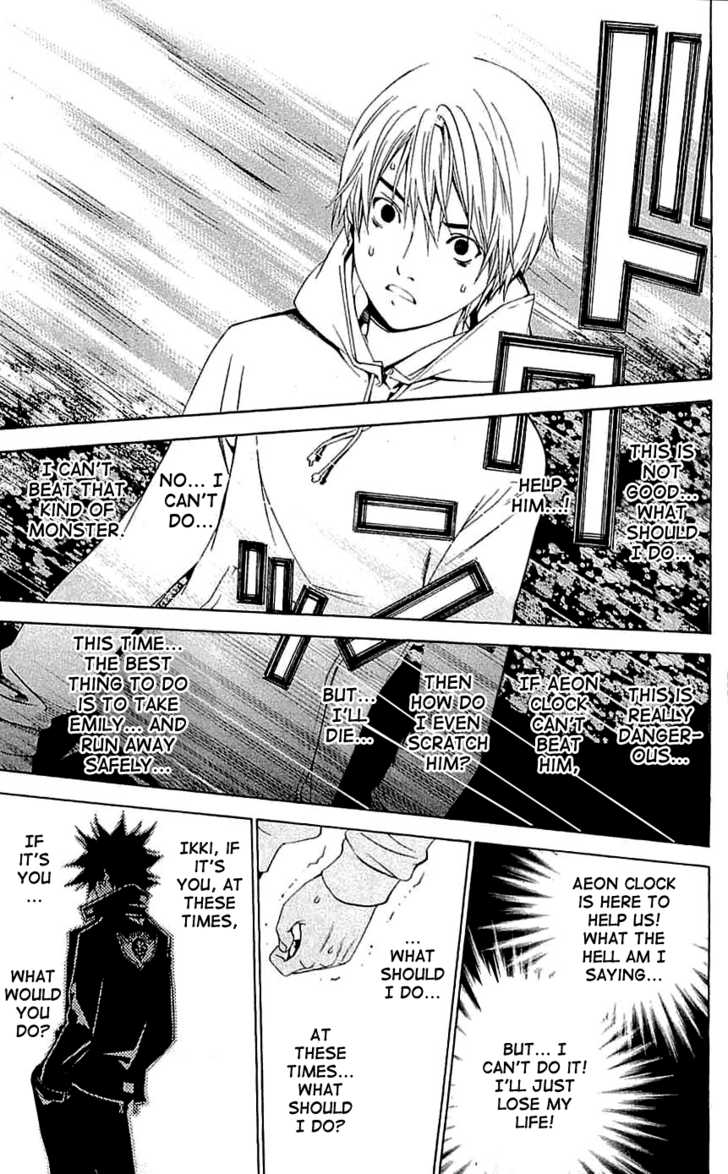 ドクンッ
THIS IS
NOT
GOOD...
WHAT
SHOULD
I DO...
HELP
HIM...!
NO... I
CAN'T
DO...
I CAN'T
BEAT THAT
KIND OF
MONSTER.
THIS IS
REALLY
DANGER-
OUS...
IF AEON
CLOCK
CAN'T
BEAT
HIM,
THEN
HOW DO
I EVEN
SCRATCH
HIM?
BUT...
I'LL
DIE...
THIS TIME...
THE BEST
THING TO DO
IS TO TAKE
EMILY... AND
RUN AWAY
SAFELY...
AEON CLOCK
IS HERE TO
HELP US!
WHAT THE
HELL AM I
SAYING...
BUT... I
CAN'T DO IT!
I'LL JUST
LOSE MY
LIFE!
...
WHAT
SHOULD
I DO...
AT
THESE
TIMES...
WHAT
SHOULD
I DO?
IKKI, IF
IT'S
YOU, AT
THESE
TIMES,
IF
IT'S
YOU
...
WHAT
WOULD
YOU
DO?